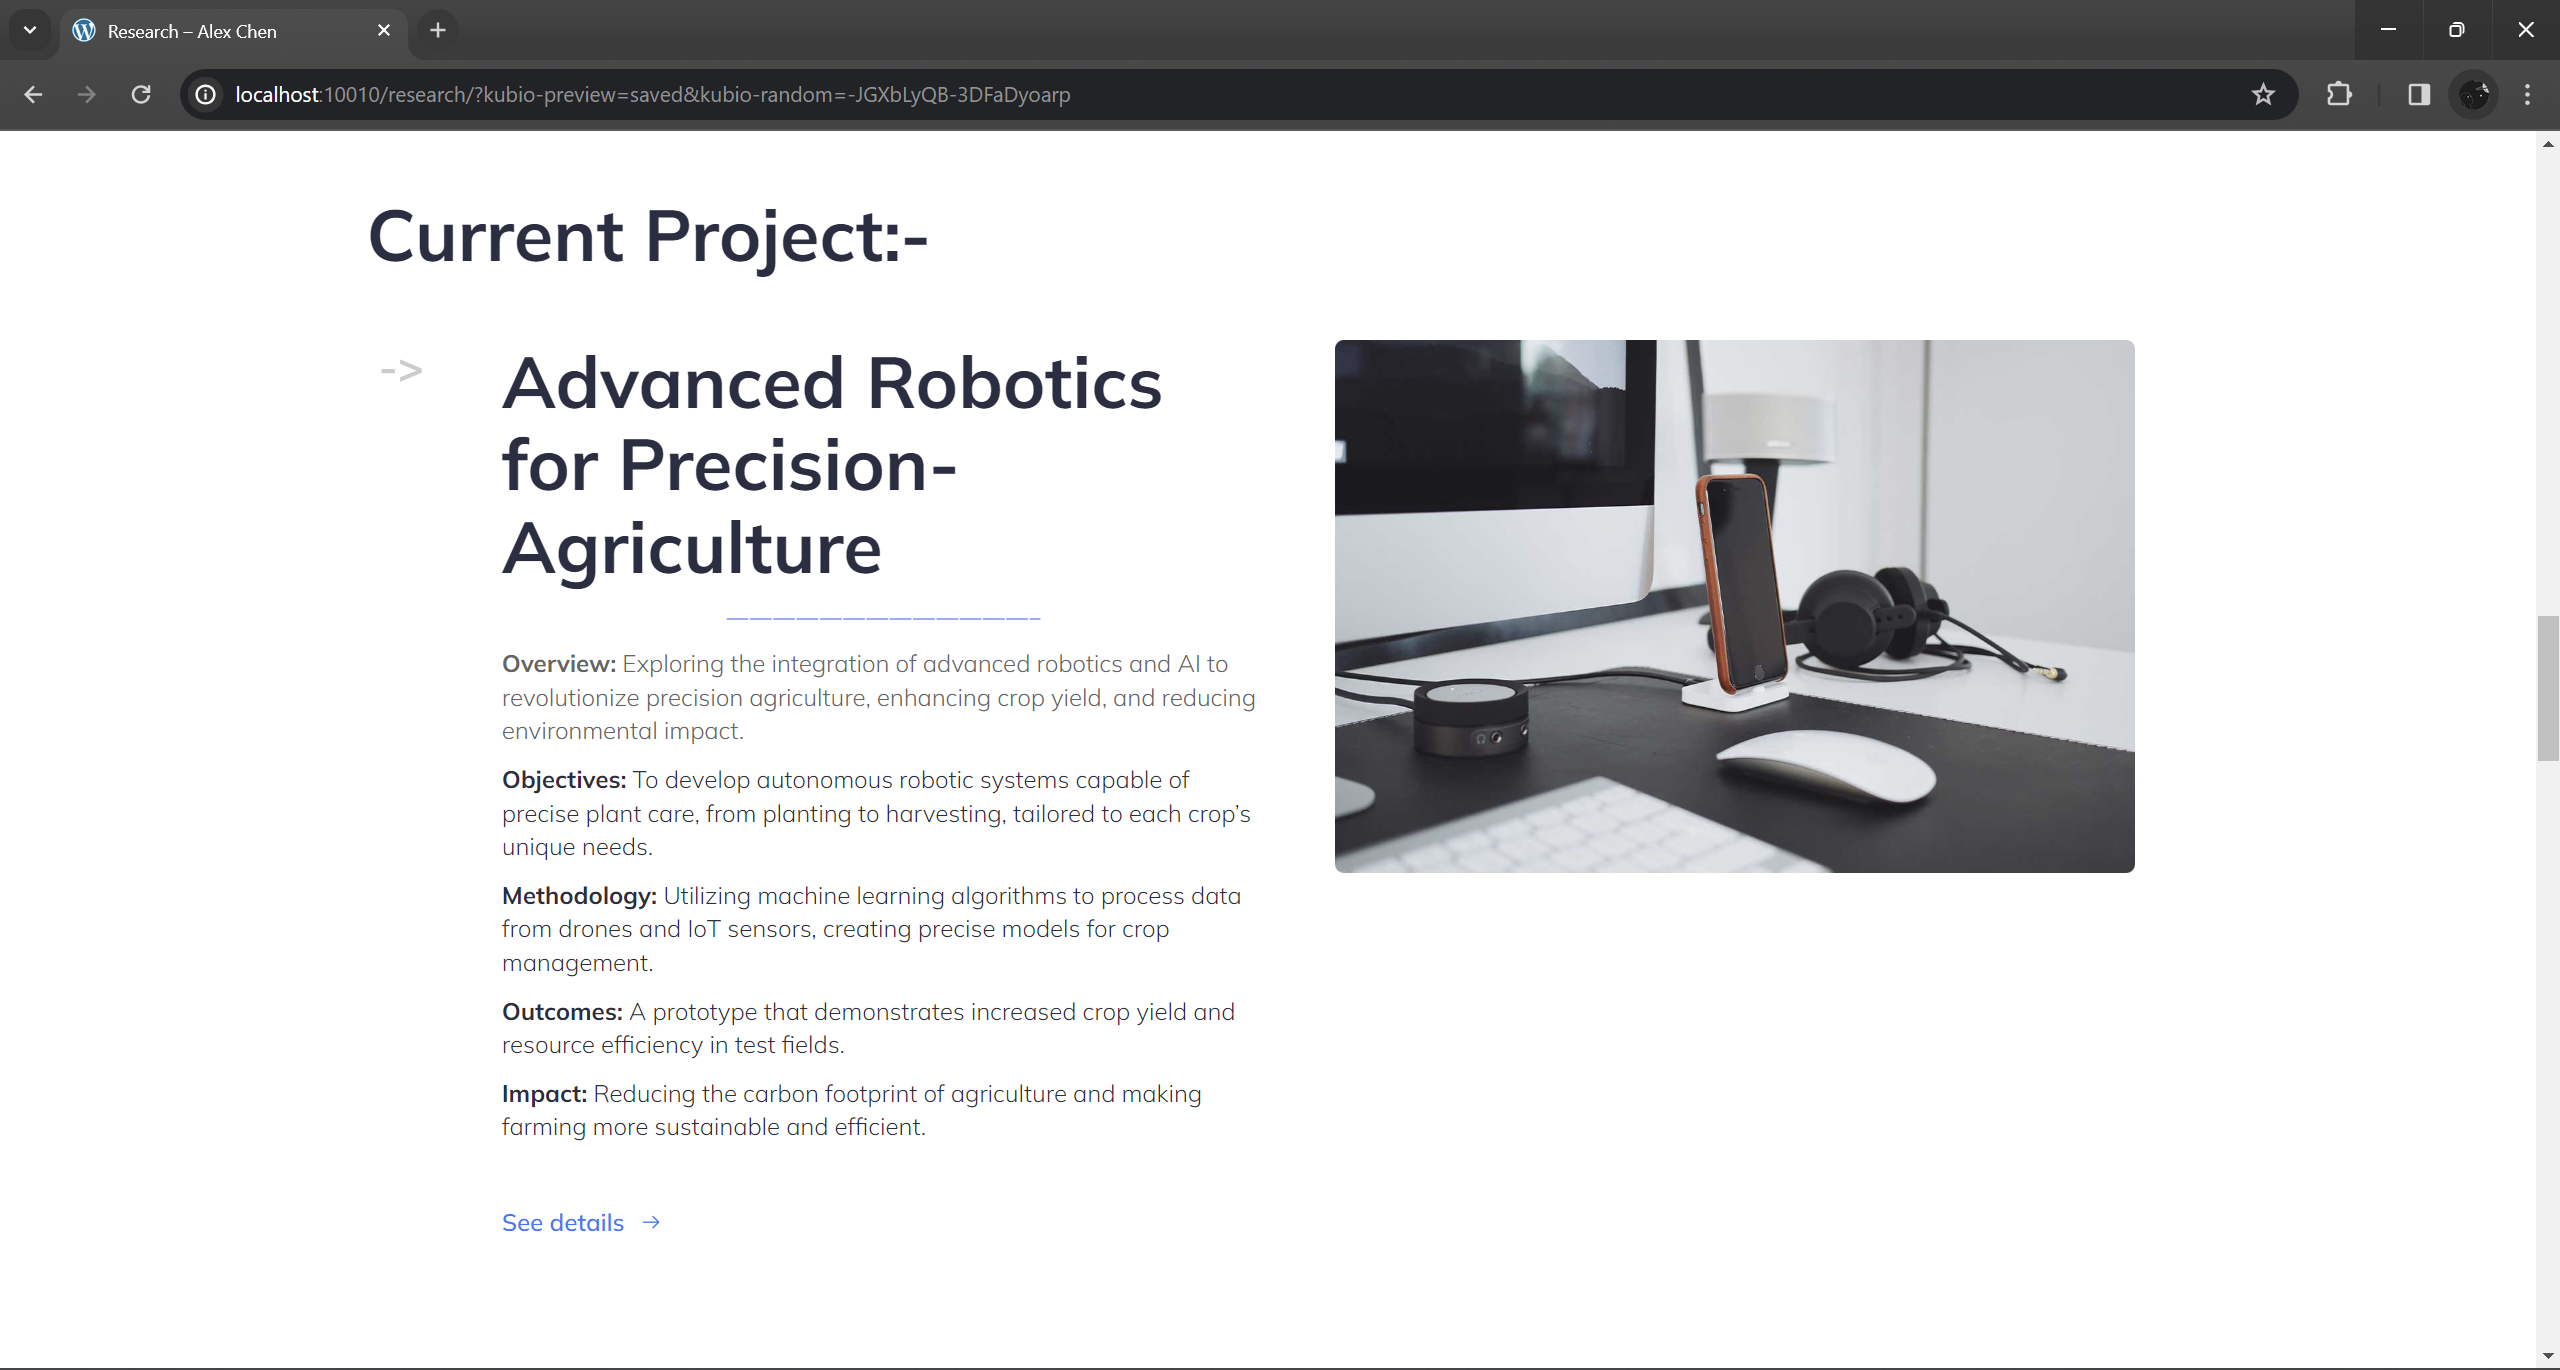 Research – Alex Chen
localhost:10010/research/?kubio-preview=saved&kubio-random=-JGXbLyQB-3DFaDyoarp
Current Project:-
->
Advanced Robotics
for Precision-
Agriculture
Overview: Exploring the integration of advanced robotics and AI to
revolutionize precision agriculture, enhancing crop yield, and reducing
environmental impact.
Objectives: To develop autonomous robotic systems capable of
precise plant care, from planting to harvesting, tailored to each crop’s
unique needs.
Methodology: Utilizing machine learning algorithms to process data
from drones and IoT sensors, creating precise models for crop
management.
Outcomes: A prototype that demonstrates increased crop yield and
resource efficiency in test fields.
Impact: Reducing the carbon footprint of agriculture and making
farming more sustainable and efficient.
See details →